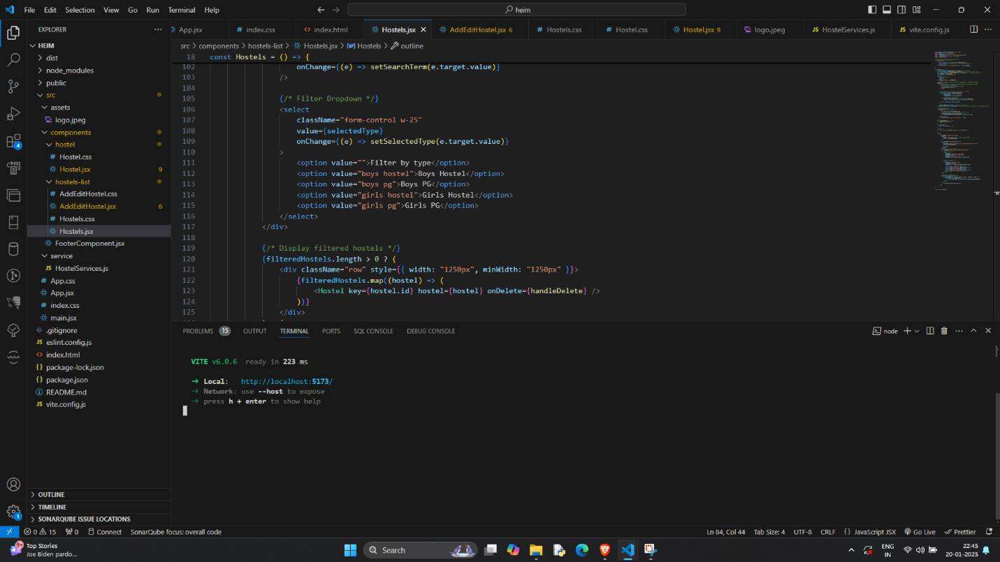 File Edit Selection View Go Run Terminal Help
heim
EXPLORER
HEIM
dist
node_modules
public
src
assets
logo.jpeg
components
hostel
Hostel.css
Hostel.jsx 9
hostels-list
AddEditHostel.css
AddEditHostel.jsx 6
Hostels.css
Hostels.jsx
FooterComponent.jsx
service
JS HostelServices.js
App.css
App.jsx
index.css
main.jsx
.gitignore
JS eslint.config.js
index.html
package-lock.json
package.json
README.md
JS vite.config.js
OUTLINE
TIMELINE
SONARQUBE ISSUE LOCATIONS
4
1
App.jsx # index.css <> index.html Hostels.jsx AddEditHostel.jsx 6 # Hostels.css # Hostel.css Hostel.jsx 9 logo.jpeg JS HostelServices.js JS vite.config.js
src > components > hostels-list > Hostels.jsx > Hostels > outline
18 const Hostels = () => {
102 onChange={(e) => setSearchTerm(e.target.value)}
103 />
104
105 {/* Filter Dropdown */}
106 <select
107 className="form-control w-25"
108 value={selectedType}
109 onChange={(e) => setSelectedType(e.target.value)}
110 >
111 <option value="">Filter by type</option>
112 <option value="boys hostel">Boys Hostel</option>
113 <option value="boys pg">Boys PG</option>
114 <option value="girls hostel">Girls Hostel</option>
115 <option value="girls pg">Girls PG</option>
116 </select>
117 </div>
118
119 {/* Display filtered hostels */}
120 {filteredHostels.length > 0 ? (
121 <div className="row" style={{ width: "1250px", minWidth: "1250px" }}>
122 {filteredHostels.map((hostel) => (
123 <Hostel key={hostel.id} hostel={hostel} onDelete={handleDelete} />
124 ))}
125 </div>
PROBLEMS 15 OUTPUT TERMINAL PORTS SQL CONSOLE DEBUG CONSOLE
node
VITE v6.0.6 ready in 223 ms
➜ Local: http://localhost:5173/
➜ Network: use --host to expose
➜ press h + enter to show help
0 15 0 Connect SonarQube focus: overall code
Ln 84, Col 44 Tab Size: 4 UTF-8 CRLF {} JavaScript JSX Go Live Prettier
9+
Top Stories
Joe Biden pardo...
Search
ENG
IN
22:45
20-01-2025